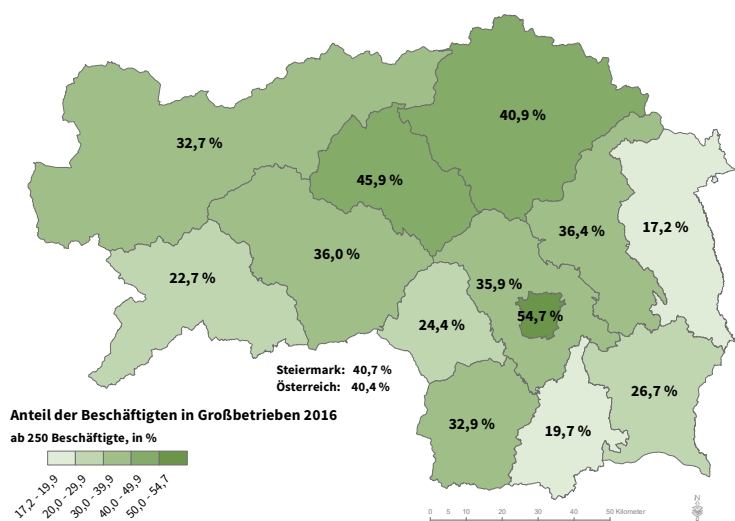 40,9 %
32,7 %
45,9 %
17,2 %
36,4 %
36,0 %
22,7 %
35,9 %
54,7 %
24,4 %
Steiermark: 40,7 %
Österreich: 40,4 %
26,7 %
Anteil der Beschäftigten in Großbetrieben 2016
32,9 %
19,7 %
ab 250 Beschäftigte, in %
17,2 - 19,9
20,0 - 29,9
30,0 - 39,9
40,0 - 49,9
50,0 - 54,7
N
0 5 10 20 30 40 50 Kilometer